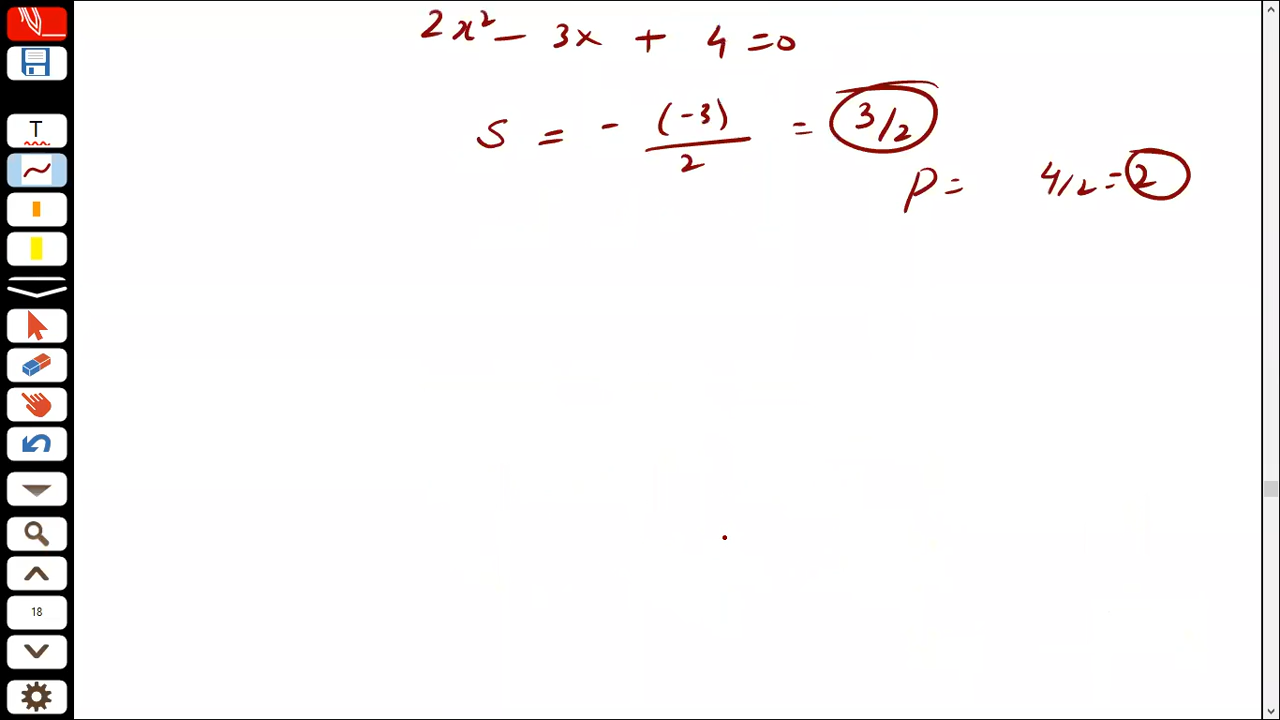 2x² - 3x + 4 = 0
S = - (-3)/2 = 3/2
P = 4/2 = 2
T
18